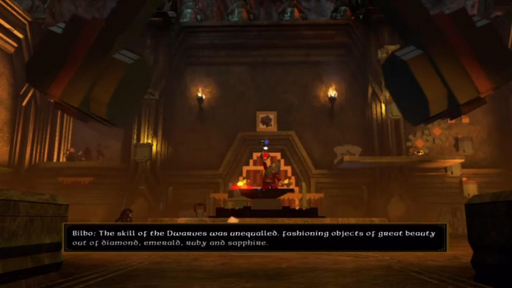 Bilbo: The skill of the Dwarves was unequalled. fashioning objects of great beauty
out of diamond, emerald, ruby and sapphire.